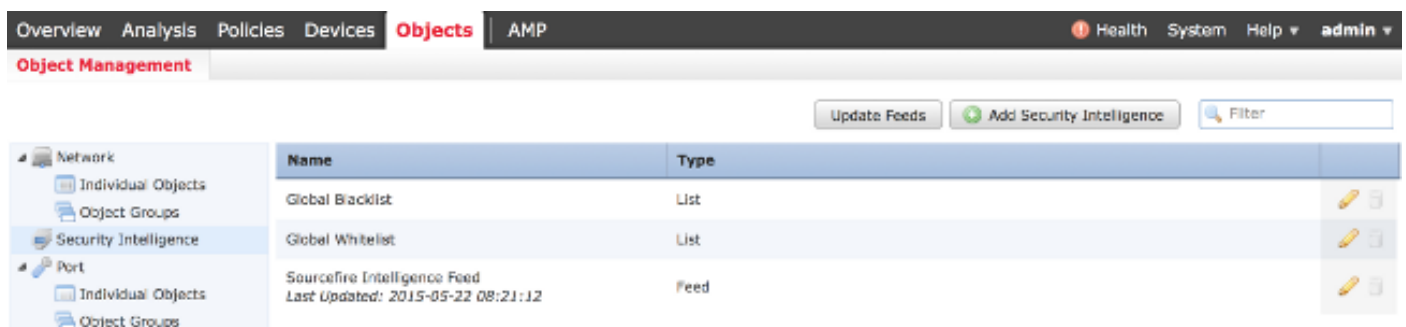 Overview Analysis Policies Devices Objects AMP Health System Help admin
Object Management
Update Feeds Add Security Intelligence Filter
Network
Individual Objects
Object Groups
Security Intelligence
Port
Individual Objects
Object Groups
Name Type
Global Blacklist List
Global Whitelist List
Sourcefire Intelligence Feed Feed
Last Updated: 2015-05-22 08:21:12